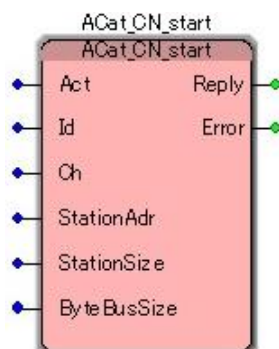 ACat_CN_start
ACat_CN_start
Act Reply
Id Error
Ch
StationAdr
StationSize
ByteBusSize